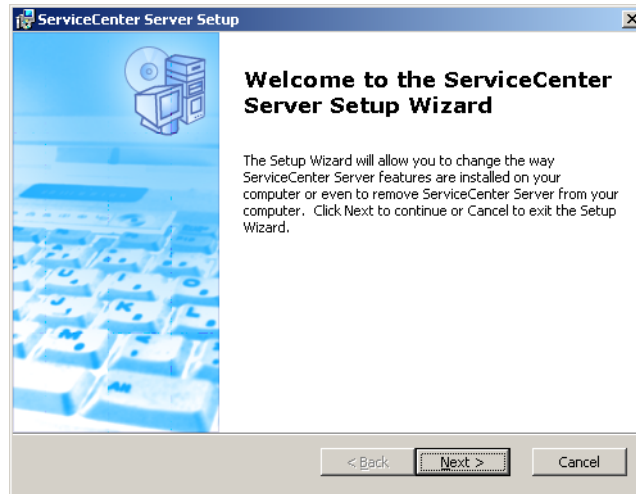 ServiceCenter Server Setup
Welcome to the ServiceCenter
Server Setup Wizard
The Setup Wizard will allow you to change the way
ServiceCenter Server features are installed on your
computer or even to remove ServiceCenter Server from your
computer. Click Next to continue or Cancel to exit the Setup
Wizard.
< Back Next > Cancel